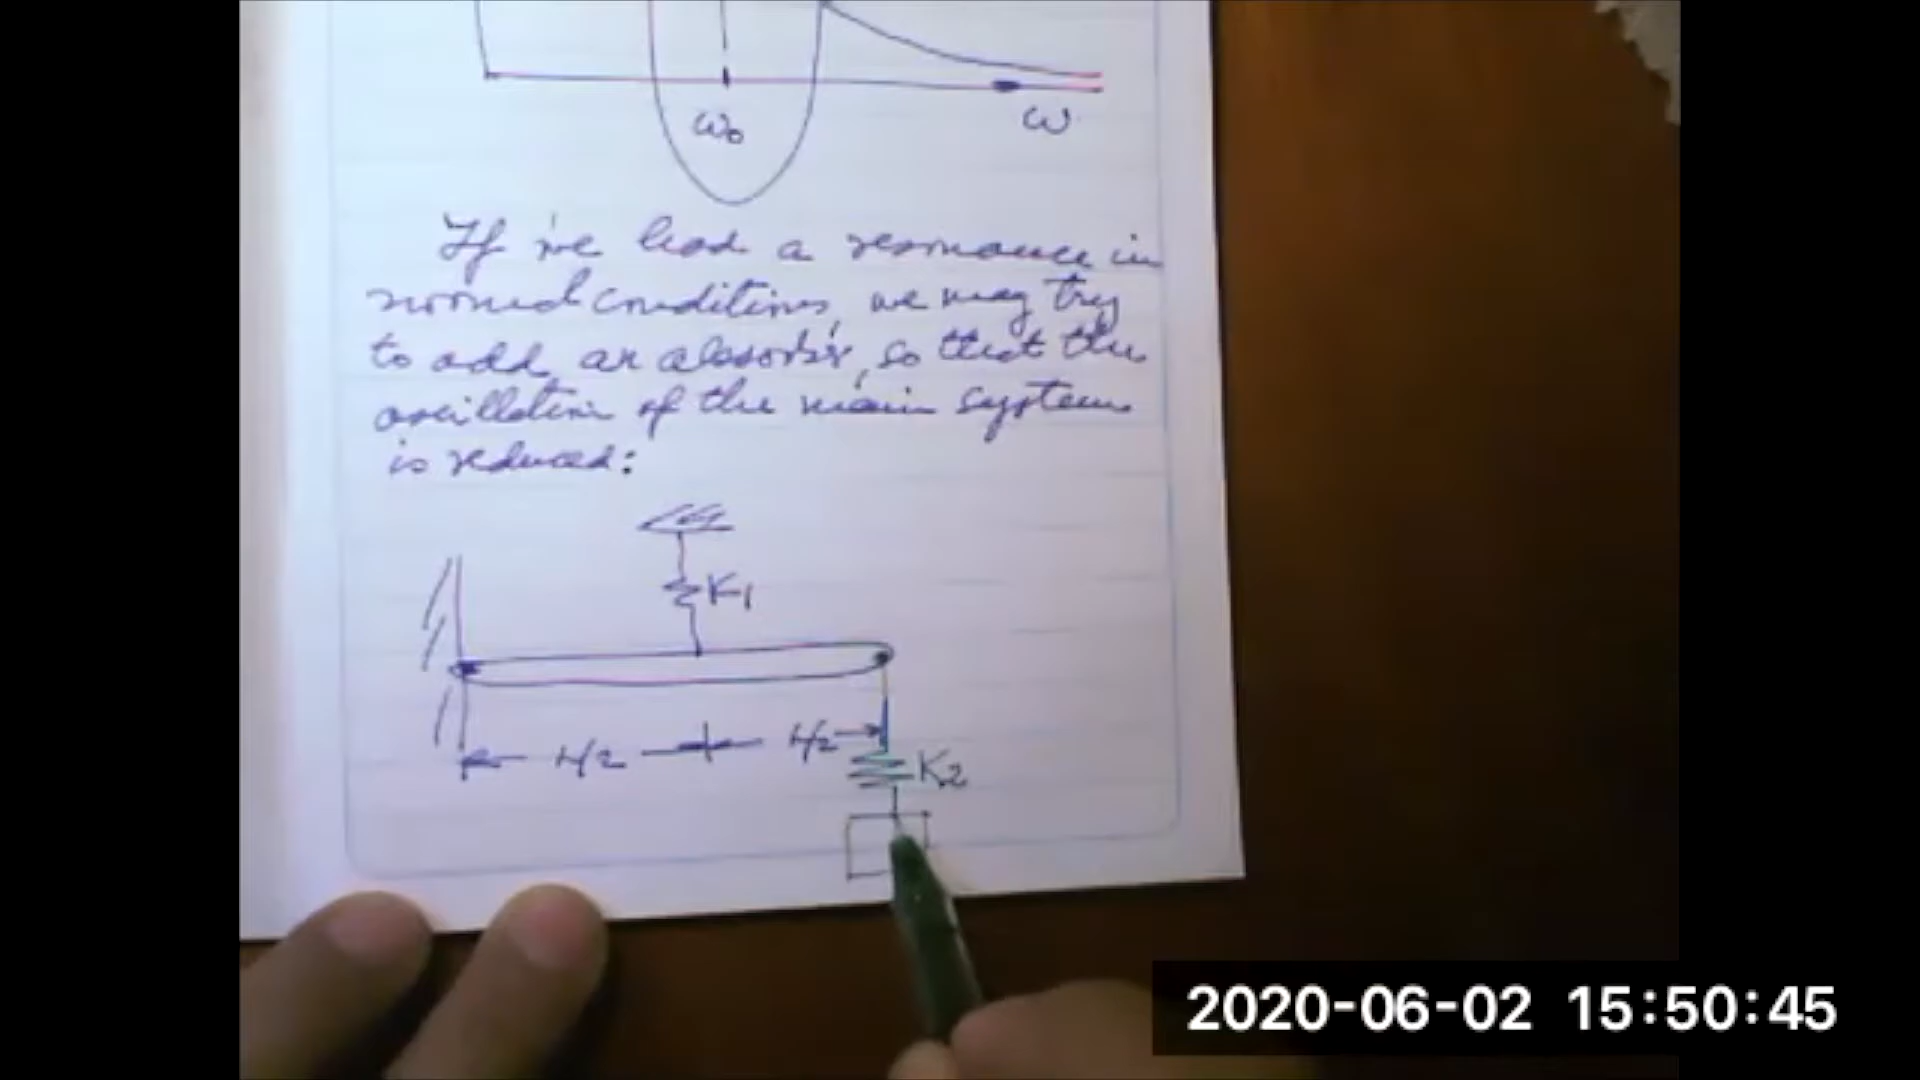 ω₀
ω
If we had a resonance in
normal conditions, we may try
to add an absorber, so that the
oscillation of the main system
is reduced:
K1
L/2 L/2
K2
2020-06-02 15:50:45